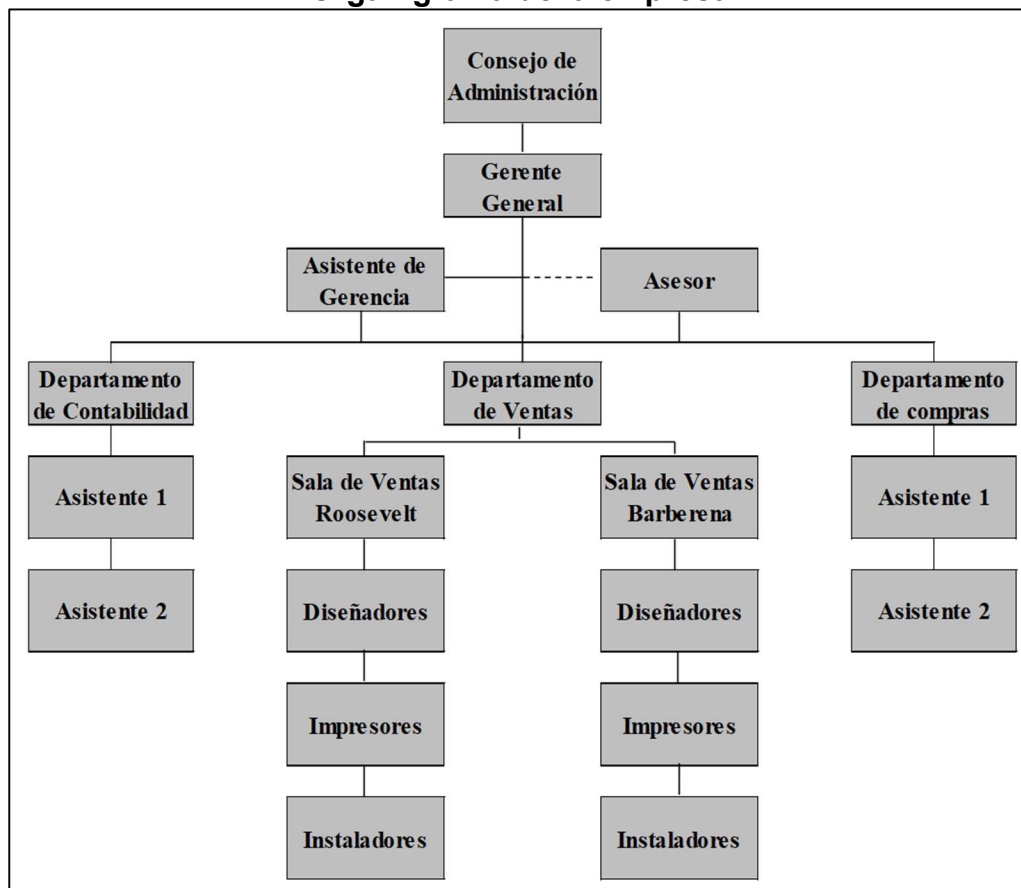 Consejo de
Administración
Gerente
General
Asistente de
Gerencia
Asesor
Departamento
de Contabilidad
Departamento
de Ventas
Departamento
de compras
Asistente 1
Sala de Ventas
Roosevelt
Sala de Ventas
Barberena
Asistente 1
Asistente 2
Diseñadores
Diseñadores
Asistente 2
Impresores
Impresores
Instaladores
Instaladores